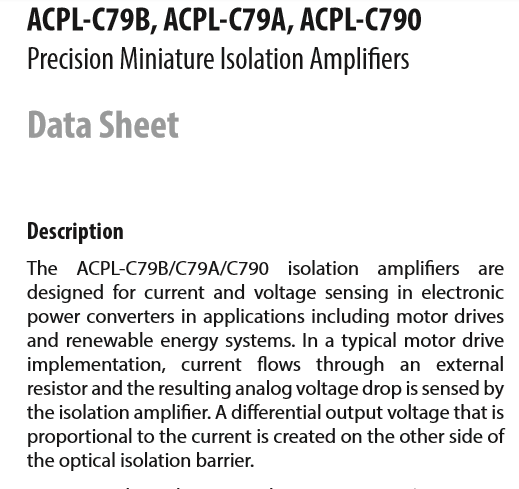 ACPL-C79B, ACPL-C79A, ACPL-C790
Precision Miniature Isolation Amplifiers
Data Sheet
Description
The ACPL-C79B/C79A/C790 isolation amplifiers are
designed for current and voltage sensing in electronic
power converters in applications including motor drives
and renewable energy systems. In a typical motor drive
implementation, current flows through an external
resistor and the resulting analog voltage drop is sensed by
the isolation amplifier. A differential output voltage that is
proportional to the current is created on the other side of
the optical isolation barrier.